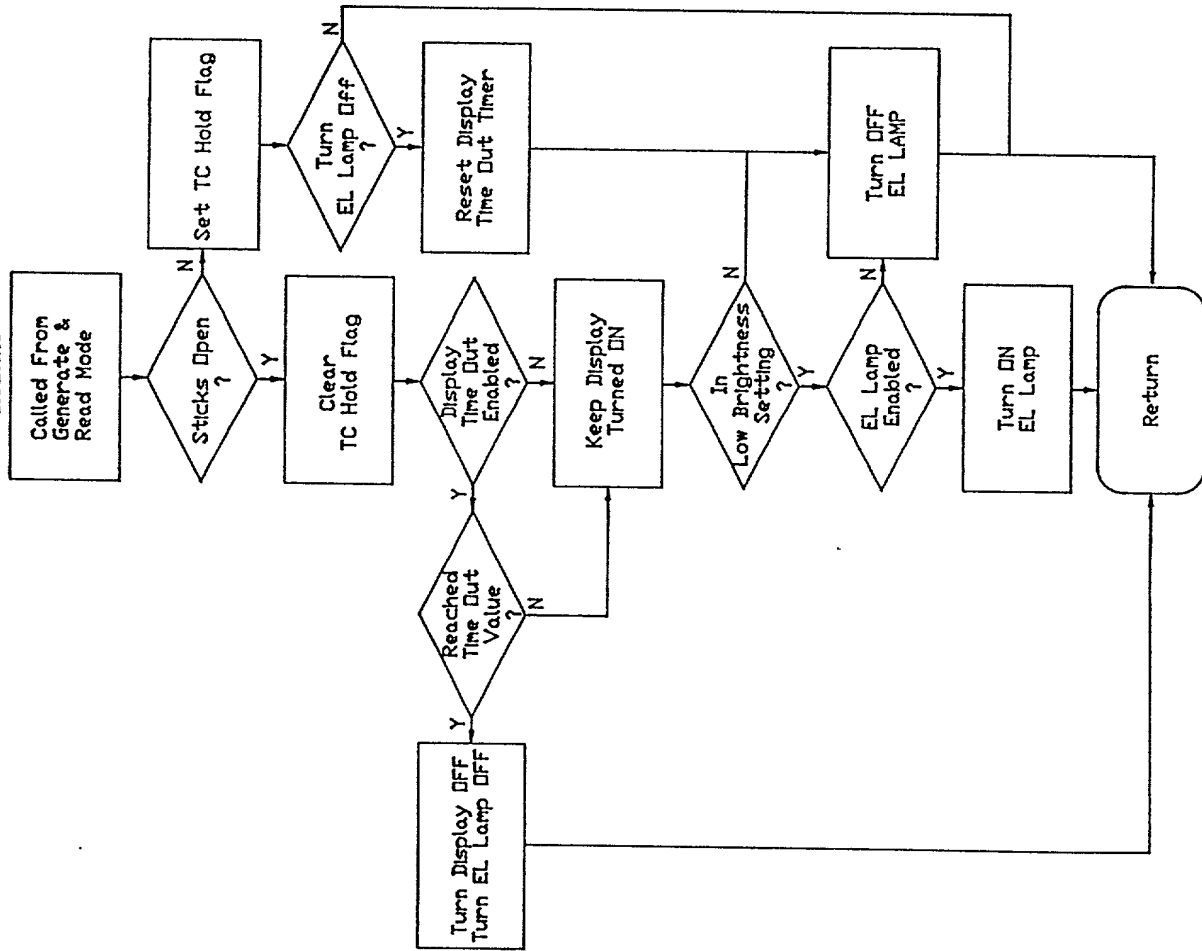 Called From
Generate &
Read Mode
Sticks Open
?
N
Set TC Hold Flag
Y
Turn
EL Lamp Off
?
N
Y
Clear
TC Hold Flag
Reset Display
Time Out Timer
Display
Time Out
Enabled
?
Y
N
Reached
Time Out
Value
?
Y
N
Turn Display OFF
Turn EL Lamp OFF
Keep Display
Turned ON
In
Low Brightness
Setting
?
N
Y
EL Lamp
Enabled
?
N
Y
Turn OFF
EL LAMP
Turn ON
EL Lamp
Return